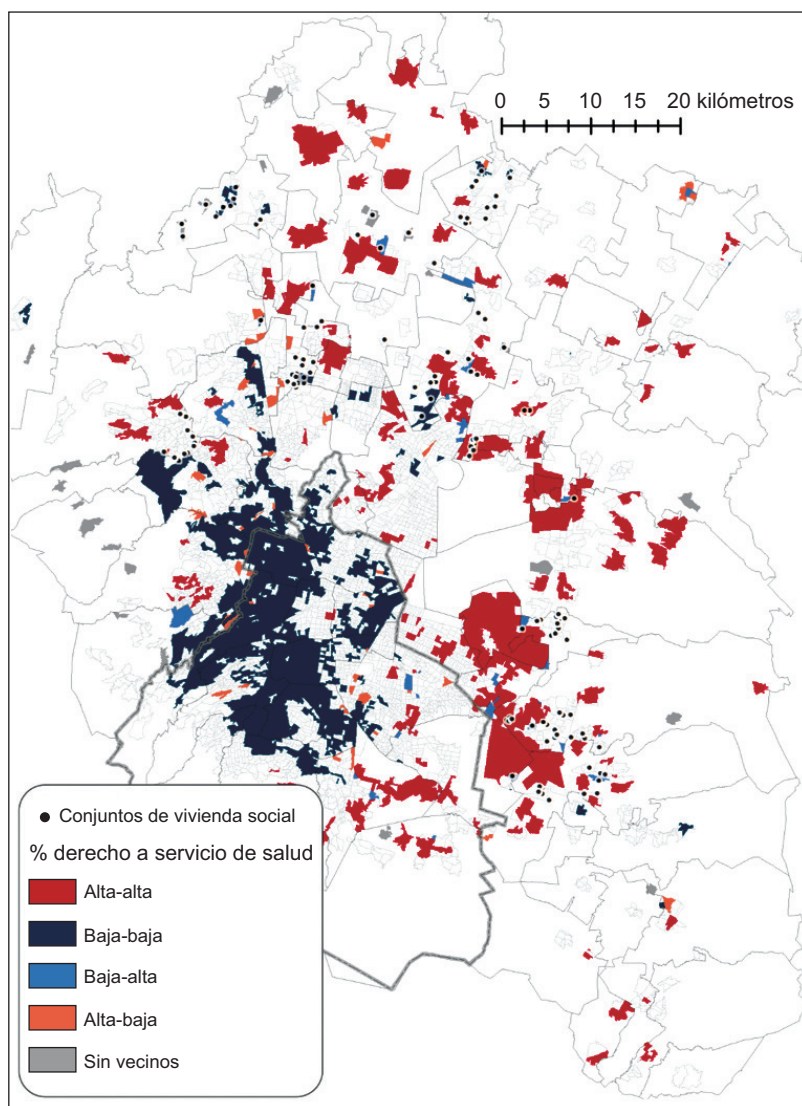 0 5 10 15 20 kilómetros
Conjuntos de vivienda social
% derecho a servicio de salud
Alta-alta
Baja-baja
Baja-alta
Alta-baja
Sin vecinos